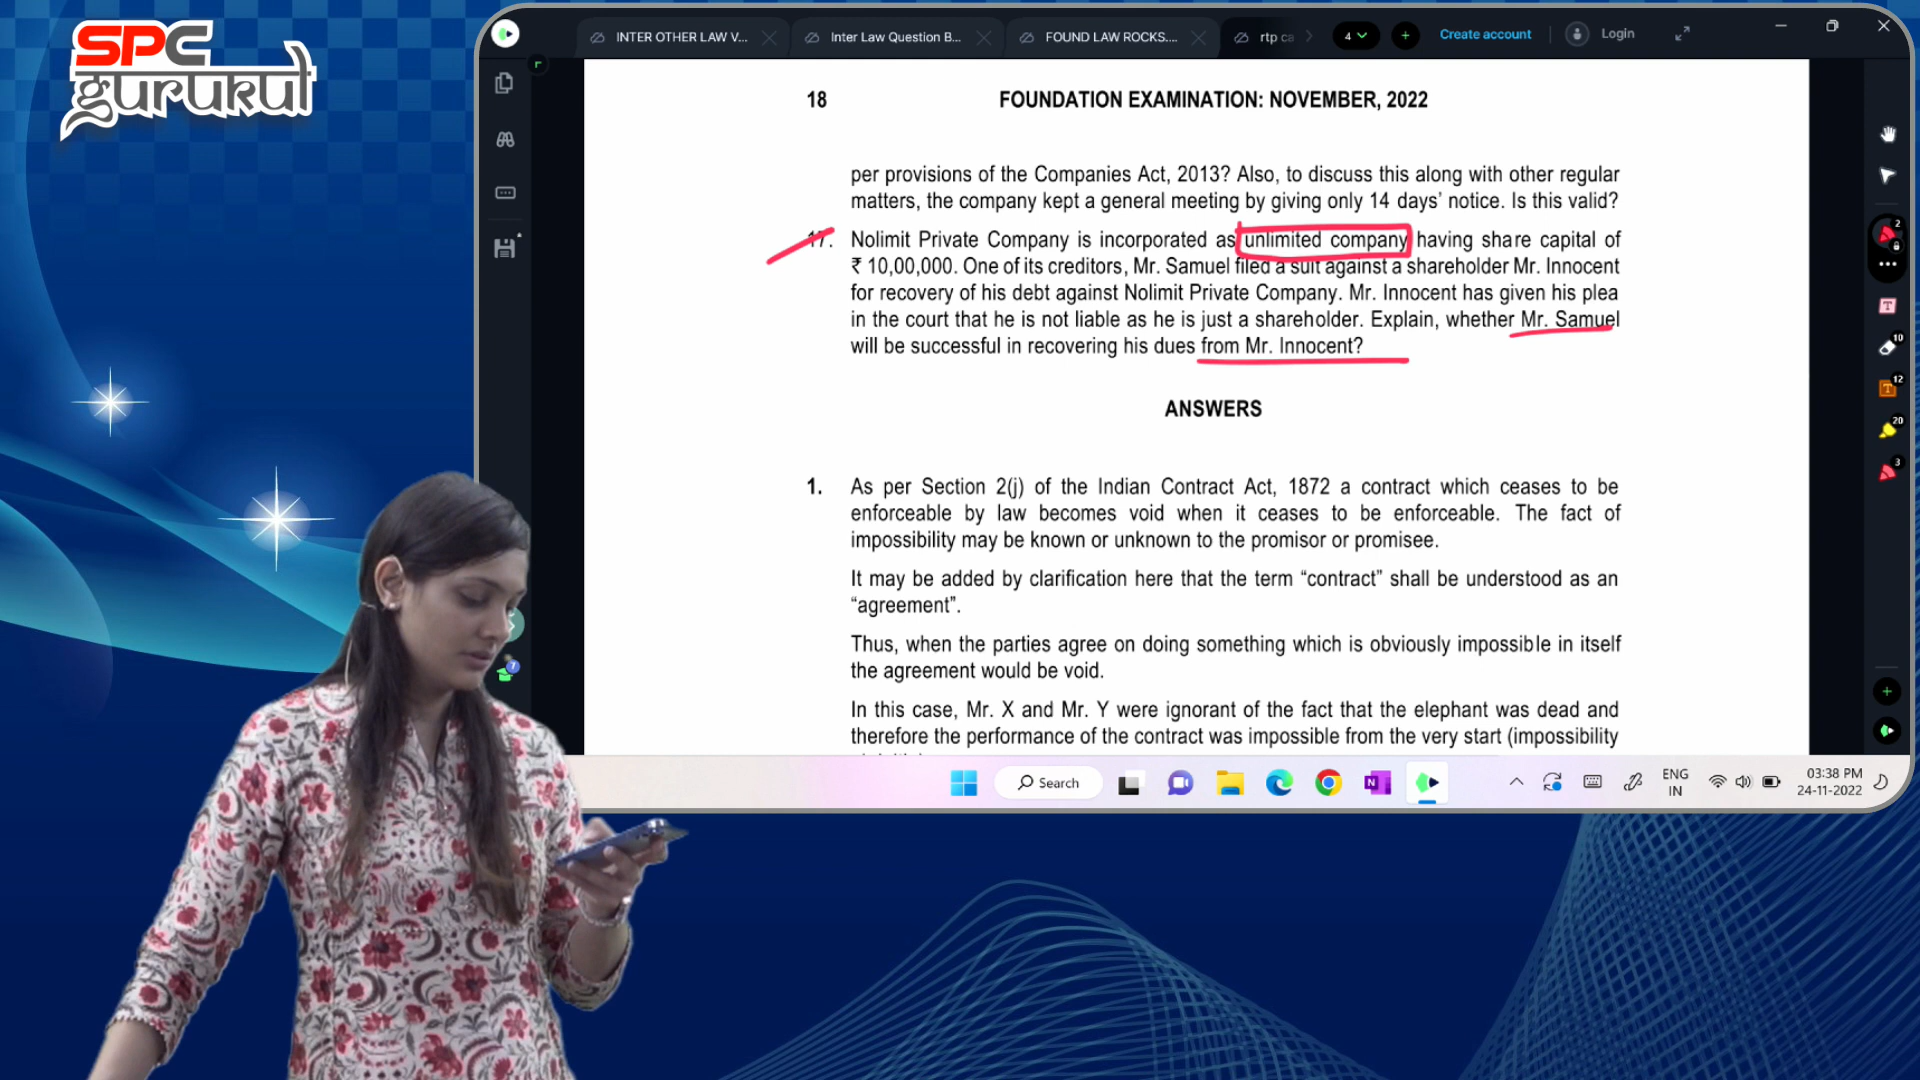 SPC
gurukul
INTER OTHER LAW V...
Inter Law Question B...
FOUND LAW ROCKS....
rtp ca
4
Create account
Login
18
FOUNDATION EXAMINATION: NOVEMBER, 2022
per provisions of the Companies Act, 2013? Also, to discuss this along with other regular
matters, the company kept a general meeting by giving only 14 days' notice. Is this valid?
17. Nolimit Private Company is incorporated as unlimited company having share capital of
₹ 10,00,000. One of its creditors, Mr. Samuel filed a suit against a shareholder Mr. Innocent
for recovery of his debt against Nolimit Private Company. Mr. Innocent has given his plea
in the court that he is not liable as he is just a shareholder. Explain, whether Mr. Samuel
will be successful in recovering his dues from Mr. Innocent?
ANSWERS
1. As per Section 2(j) of the Indian Contract Act, 1872 a contract which ceases to be
enforceable by law becomes void when it ceases to be enforceable. The fact of
impossibility may be known or unknown to the promisor or promisee.
It may be added by clarification here that the term “contract” shall be understood as an
“agreement”.
Thus, when the parties agree on doing something which is obviously impossible in itself
the agreement would be void.
In this case, Mr. X and Mr. Y were ignorant of the fact that the elephant was dead and
therefore the performance of the contract was impossible from the very start (impossibility
2
10
12
20
3
7
Search
ENG
IN
03:38 PM
24-11-2022